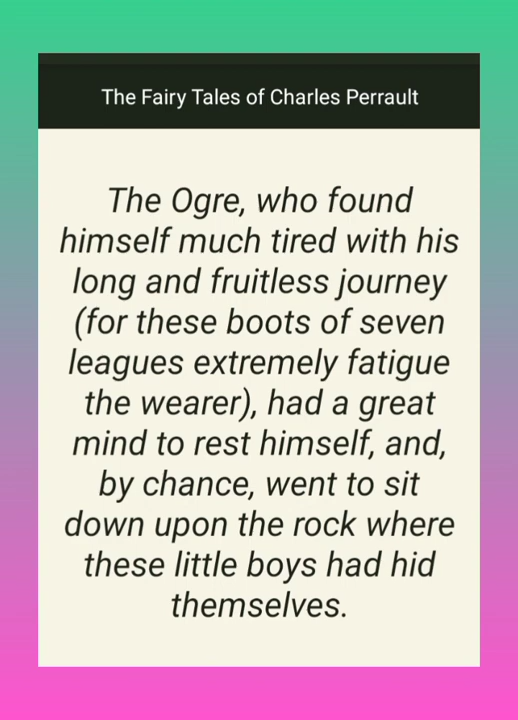 The Fairy Tales of Charles Perrault
The Ogre, who found
himself much tired with his
long and fruitless journey
(for these boots of seven
leagues extremely fatigue
the wearer), had a great
mind to rest himself, and,
by chance, went to sit
down upon the rock where
these little boys had hid
themselves.